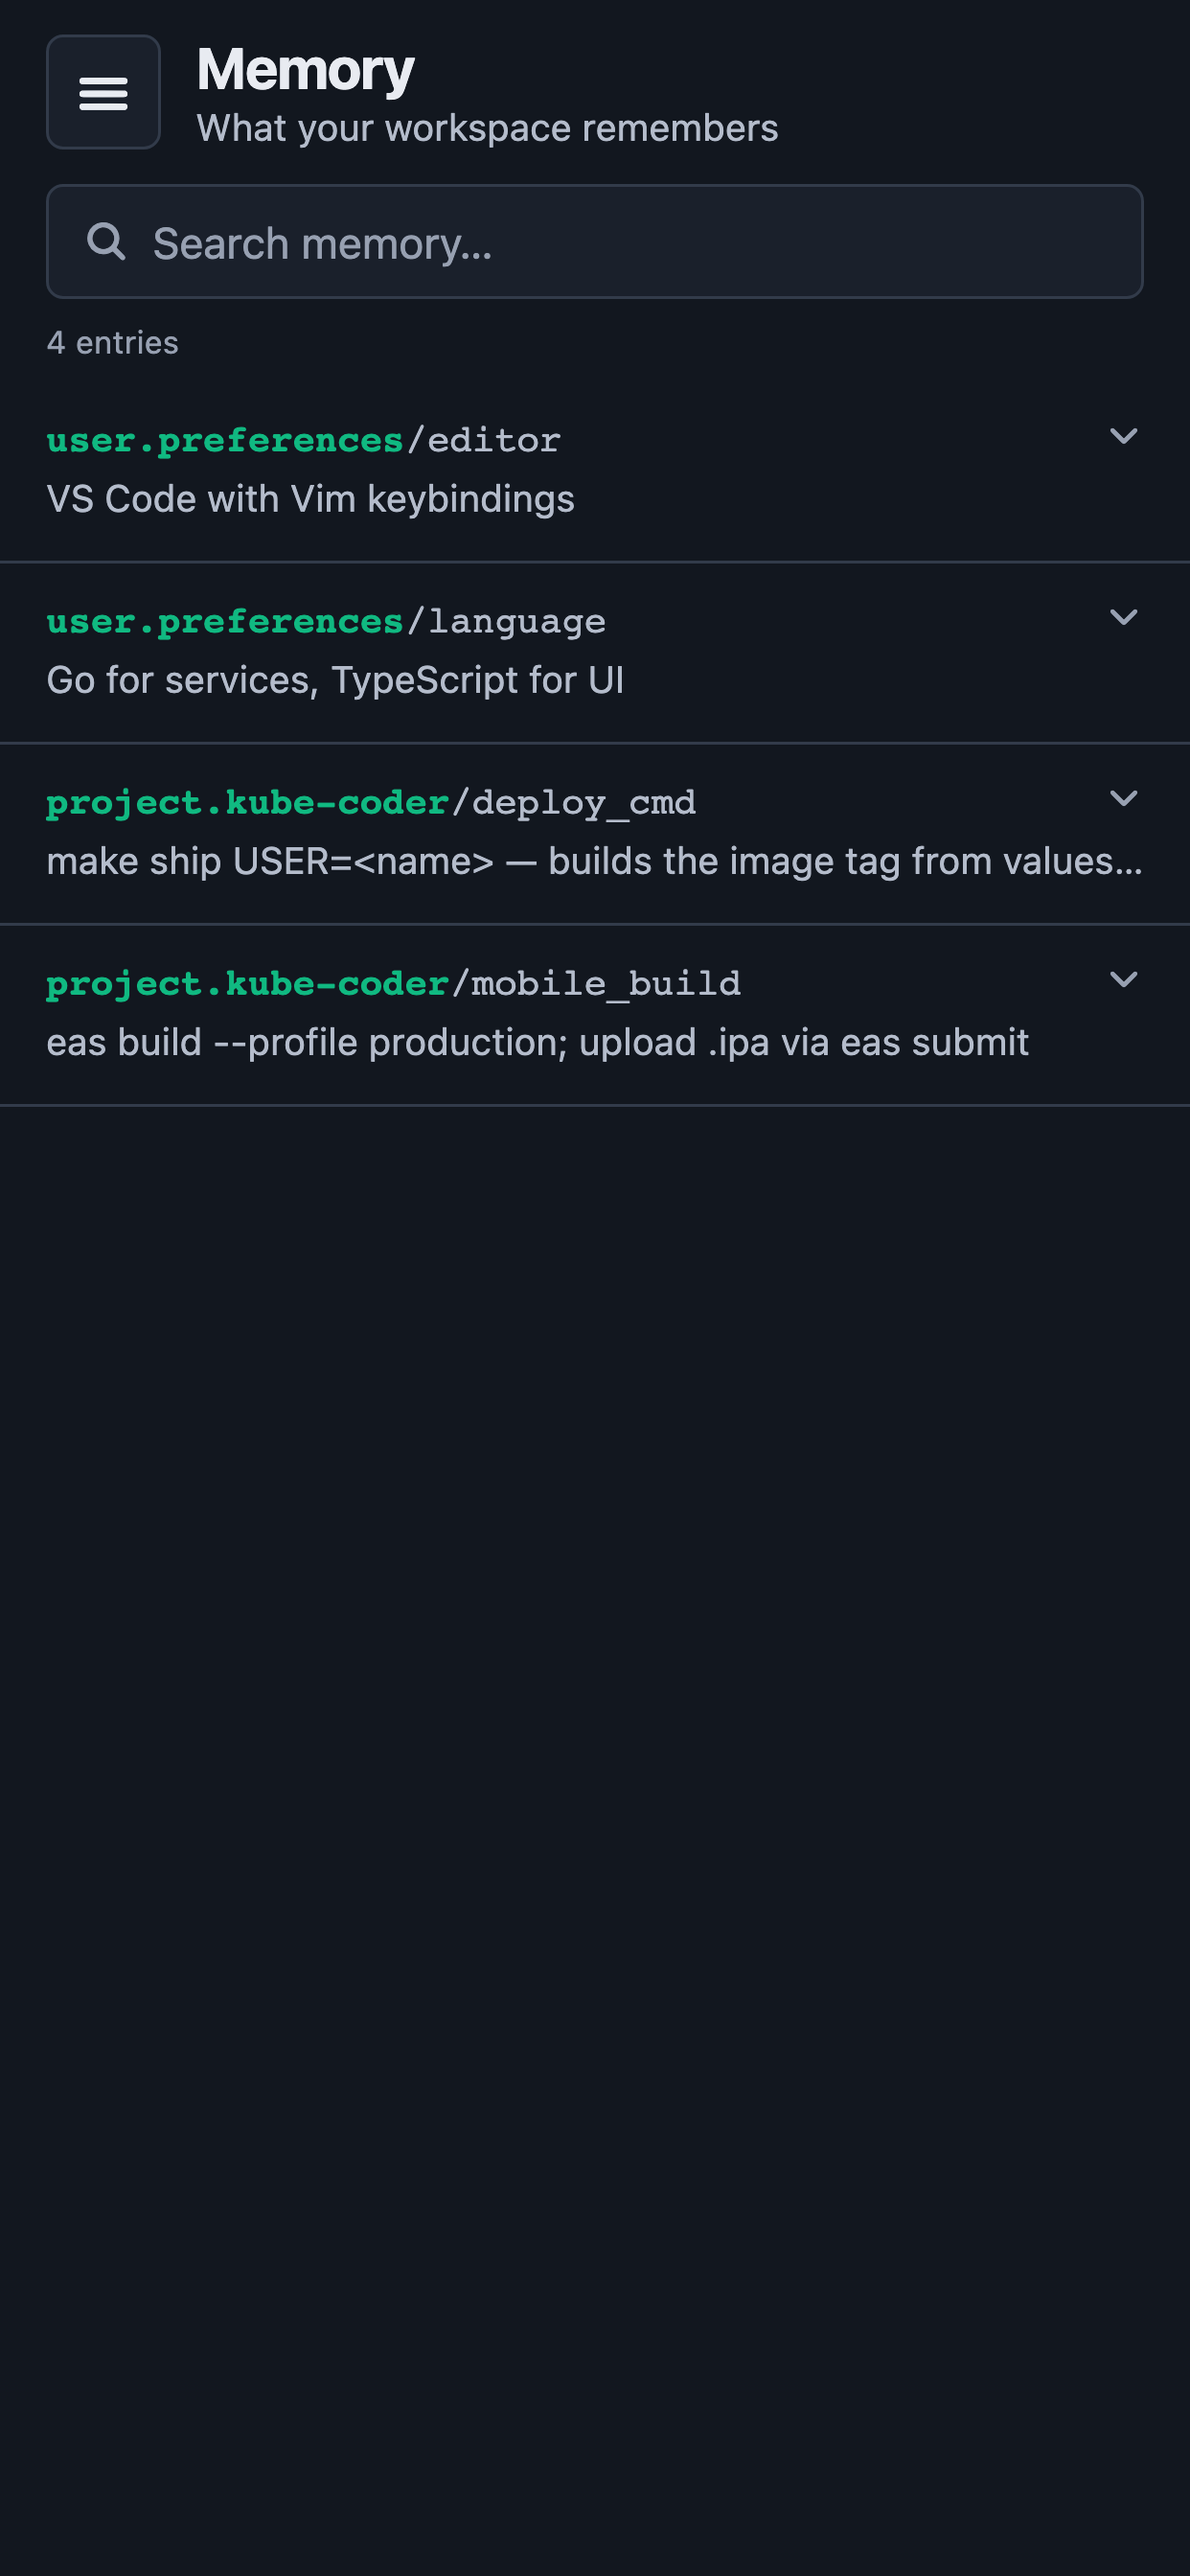 Memory
What your workspace remembers
Search memory...
4 entries
user.preferences/editor
VS Code with Vim keybindings
user.preferences/language
Go for services, TypeScript for UI
project.kube-coder/deploy_cmd
make ship USER=<name> — builds the image tag from values...
project.kube-coder/mobile_build
eas build --profile production; upload .ipa via eas submit